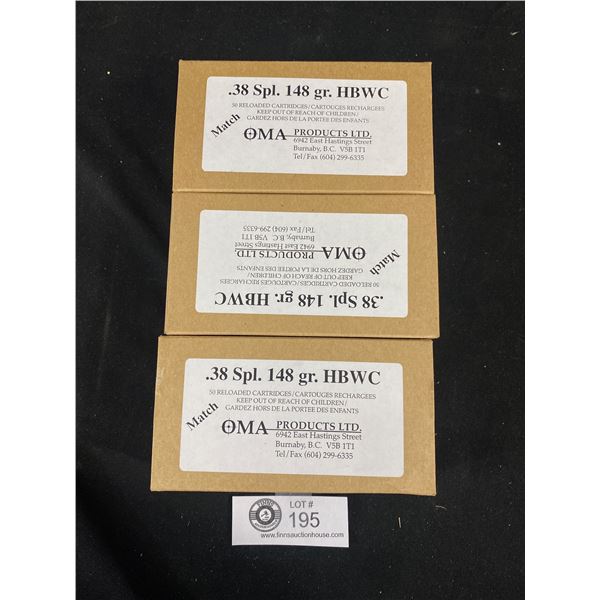 .38 Spl. 148 gr. HBWC
50 RELOADED CARTRIDGES/CARTOUGES RECHARGEES
KEEP OUT OF REACH OF CHILDREN/
GARDEZ HORS DE LA PORTEE DES ENFANTS
Match
OMA PRODUCTS LTD.
6942 East Hastings Street
Burnaby, B.C. V5B 1T1
Tel/Fax (604) 299-6335
.38 Spl. 148 gr. HBWC
50 RELOADED CARTRIDGES/CARTOUGES RECHARGEES
KEEP OUT OF REACH OF CHILDREN/
GARDEZ HORS DE LA PORTEE DES ENFANTS
Match
OMA PRODUCTS LTD.
6942 East Hastings Street
Burnaby, B.C. V5B 1T1
Tel/Fax (604) 299-6335
.38 Spl. 148 gr. HBWC
50 RELOADED CARTRIDGES/CARTOUGES RECHARGEES
KEEP OUT OF REACH OF CHILDREN/
GARDEZ HORS DE LA PORTEE DES ENFANTS
Match
OMA PRODUCTS LTD.
6942 East Hastings Street
Burnaby, B.C. V5B 1T1
Tel/Fax (604) 299-6335
FINNS
LOT #
195
www.finnsauctionhouse.com